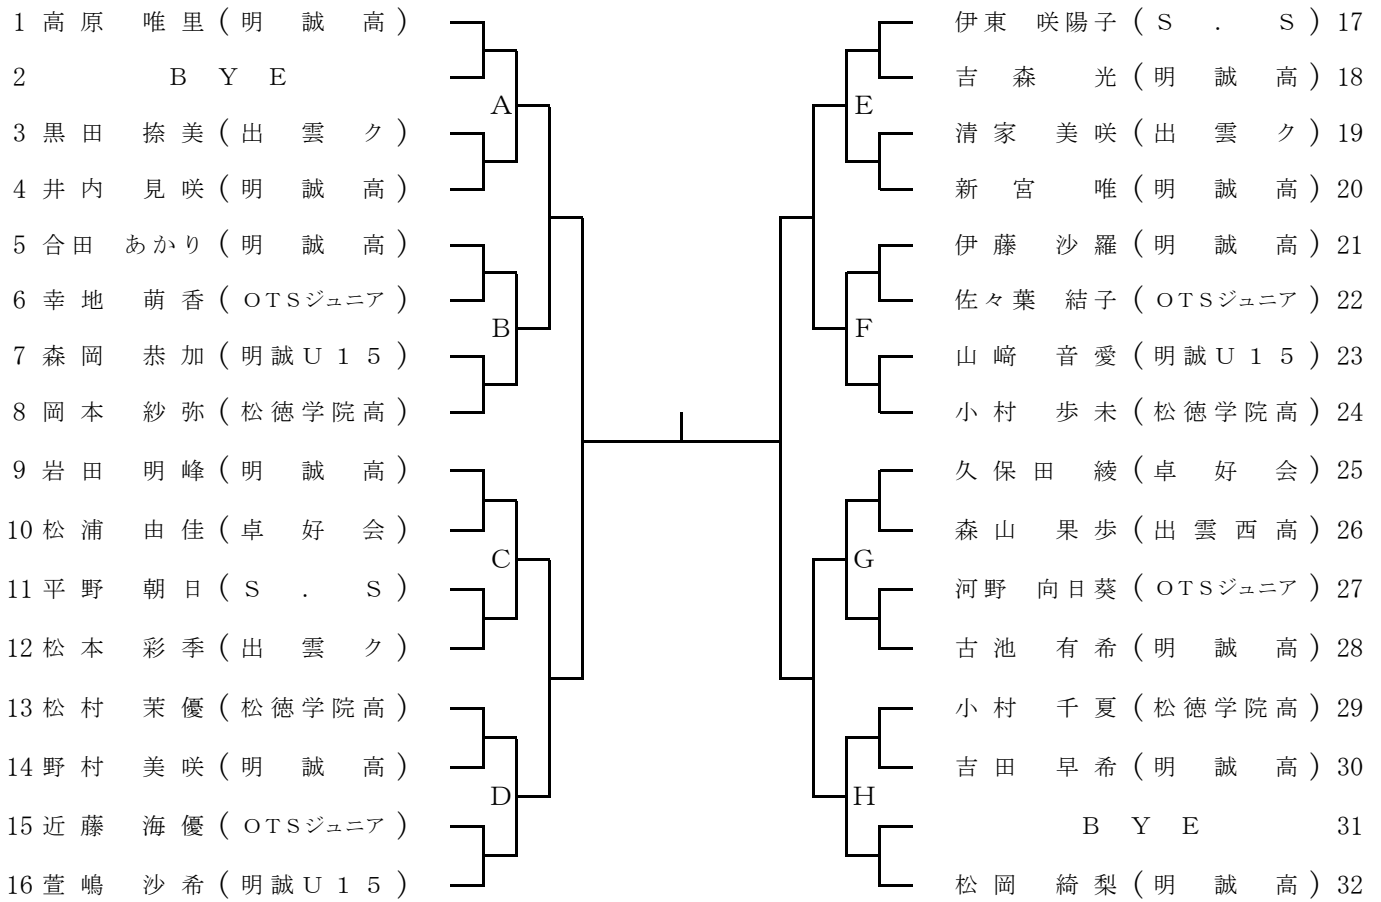 1 高原 唯里 (明誠高)
2 BYE
A
3 黒田 捺美 (出雲ク)
4 井内 見咲 (明誠高)
5 合田 あかり (明誠高)
6 幸地 萌香 (OTSジュニア)
B
7 森岡 恭加 (明誠U15)
8 岡本 紗弥 (松徳学院高)
9 岩田 明峰 (明誠高)
10 松浦 由佳 (卓好会)
C
11 平野 朝日 (S.S)
12 松本 彩季 (出雲ク)
13 松村 茉優 (松徳学院高)
14 野村 美咲 (明誠高)
D
15 近藤 海優 (OTSジュニア)
16 萱嶋 沙希 (明誠U15)
伊東 咲陽子 (S.S) 17
吉森 光 (明誠高) 18
E
清家 美咲 (出雲ク) 19
新宮 唯 (明誠高) 20
伊藤 沙羅 (明誠高) 21
佐々葉 結子 (OTSジュニア) 22
F
山﨑 音愛 (明誠U15) 23
小村 歩未 (松徳学院高) 24
久保田 綾 (卓好会) 25
森山 果歩 (出雲西高) 26
G
河野 向日葵 (OTSジュニア) 27
古池 有希 (明誠高) 28
小村 千夏 (松徳学院高) 29
吉田 早希 (明誠高) 30
H
BYE 31
松岡 綺梨 (明誠高) 32